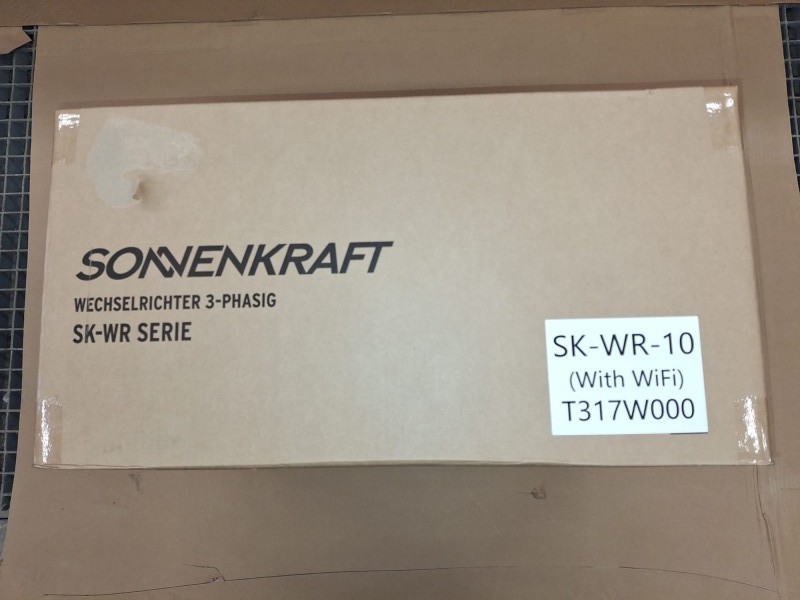 SONNENKRAFT
WECHSELRICHTER 3-PHASIG
SK-WR SERIE
SK-WR-10
(With WiFi)
T317W000